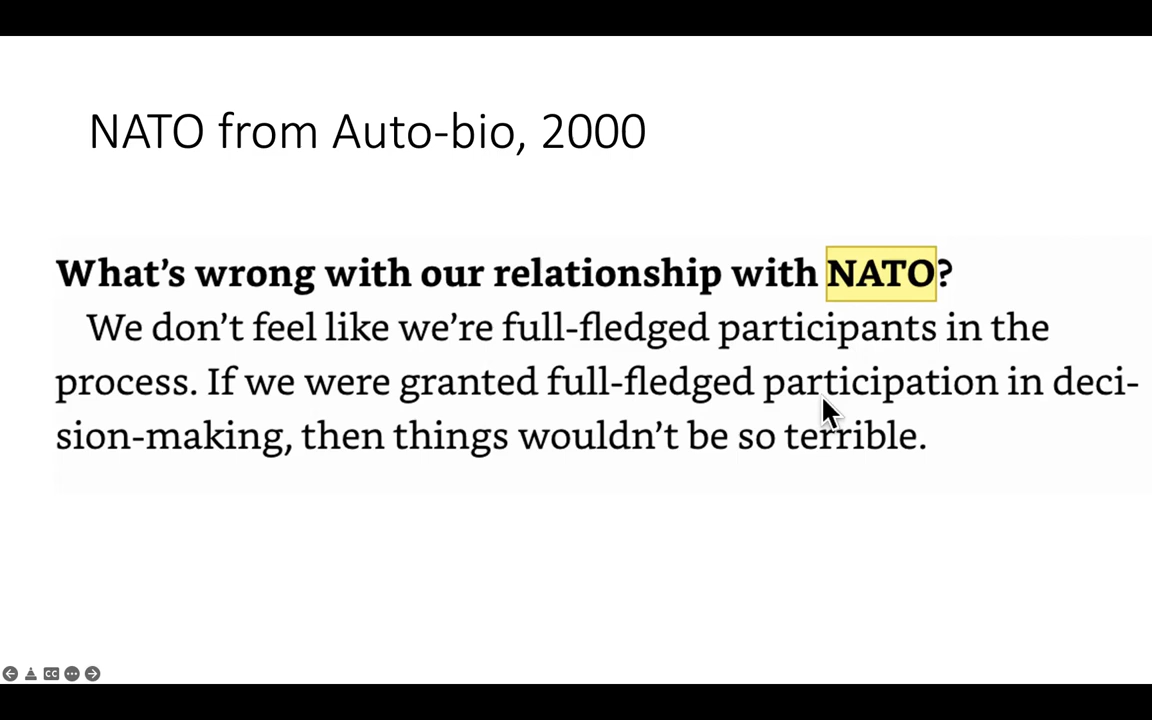 NATO from Auto-bio, 2000
What’s wrong with our relationship with NATO?
We don’t feel like we’re full-fledged participants in the
process. If we were granted full-fledged participation in deci-
sion-making, then things wouldn’t be so terrible.
CC